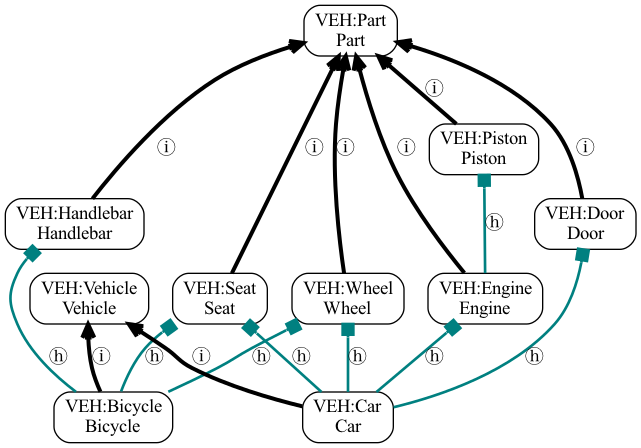 VEH:Part
Part
ⓘ
VEH:Piston
Piston
ⓘ
ⓘ
ⓘ
ⓘ
ⓘ
VEH:Handlebar
Handlebar
ⓗ
VEH:Door
Door
VEH:Vehicle
Vehicle
VEH:Seat
Seat
VEH:Wheel
Wheel
VEH:Engine
Engine
ⓗ
ⓘ
ⓗ
ⓘ
ⓗ
ⓗ
ⓗ
ⓗ
ⓗ
VEH:Bicycle
Bicycle
VEH:Car
Car